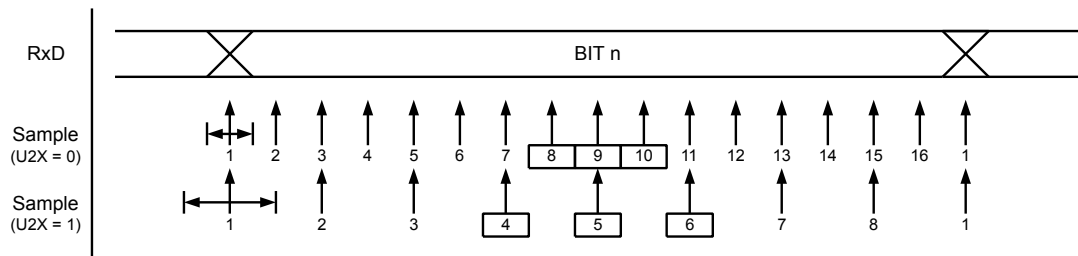 RxD BIT n
Sample
(U2X = 0) 1 2 3 4 5 6 7 8 9 10 11 12 13 14 15 16 1
Sample
(U2X = 1) 1 2 3 4 5 6 7 8 1